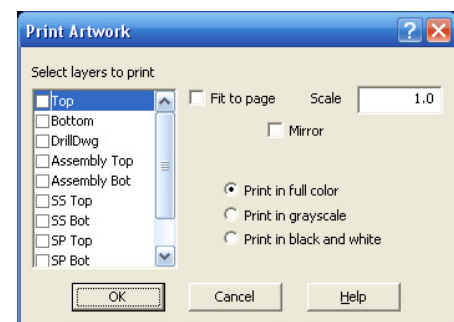 Print Artwork
Select layers to print
Top
Bottom
DrillDwg
Assembly Top
Assembly Bot
SS Top
SS Bot
SP Top
SP Bot
Fit to page Scale 1.0
Mirror
Print in full color
Print in grayscale
Print in black and white
OK Cancel Help